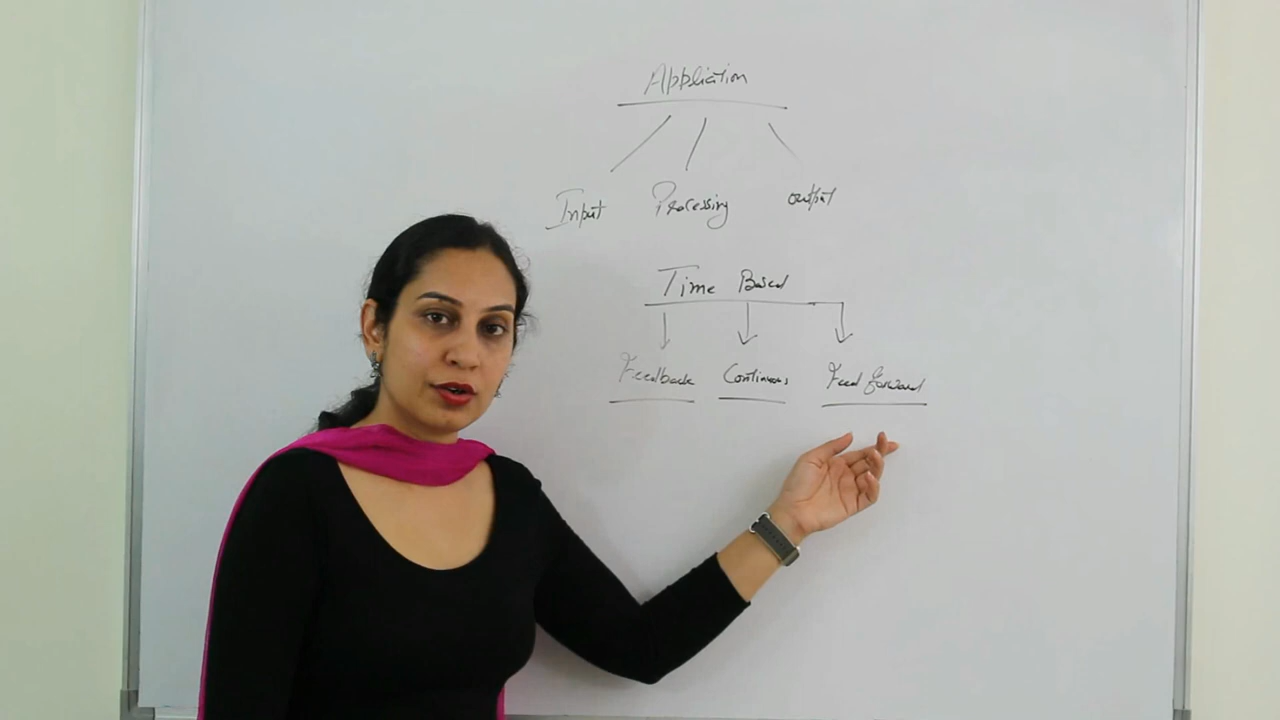 Application
Input Processing output
Time Based
Feedback Continuous Feed forward